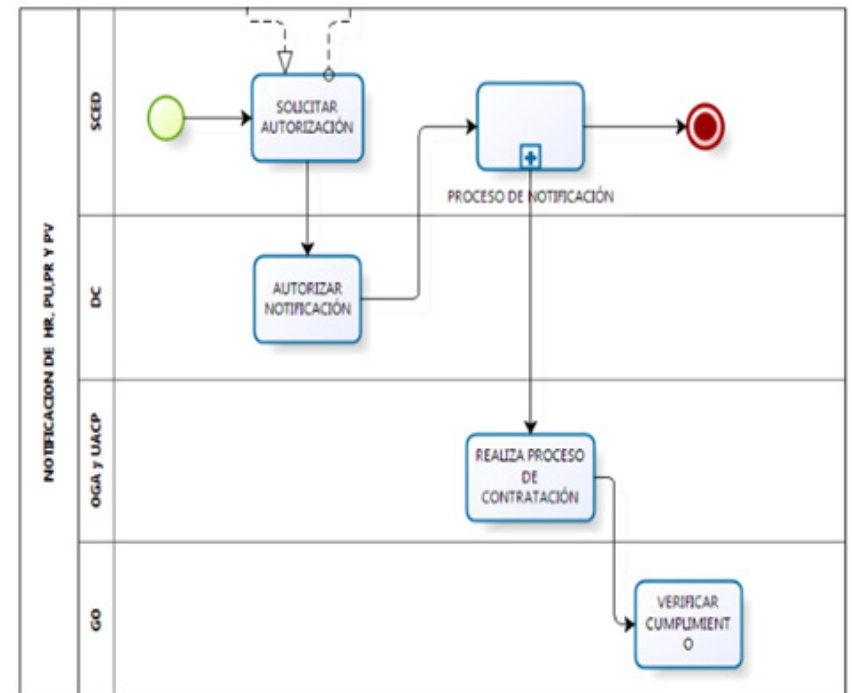 NOTIFICACION DE HR, PU,PR Y PV
SCED
SOLICITAR
AUTORIZACIÓN
PROCESO DE NOTIFICACIÓN
DC
AUTORIZAR
NOTIFICACIÓN
OGA y UACP
REALIZA PROCESO
DE
CONTRATACIÓN
GO
VERIFICAR
CUMPLIMIENT
O